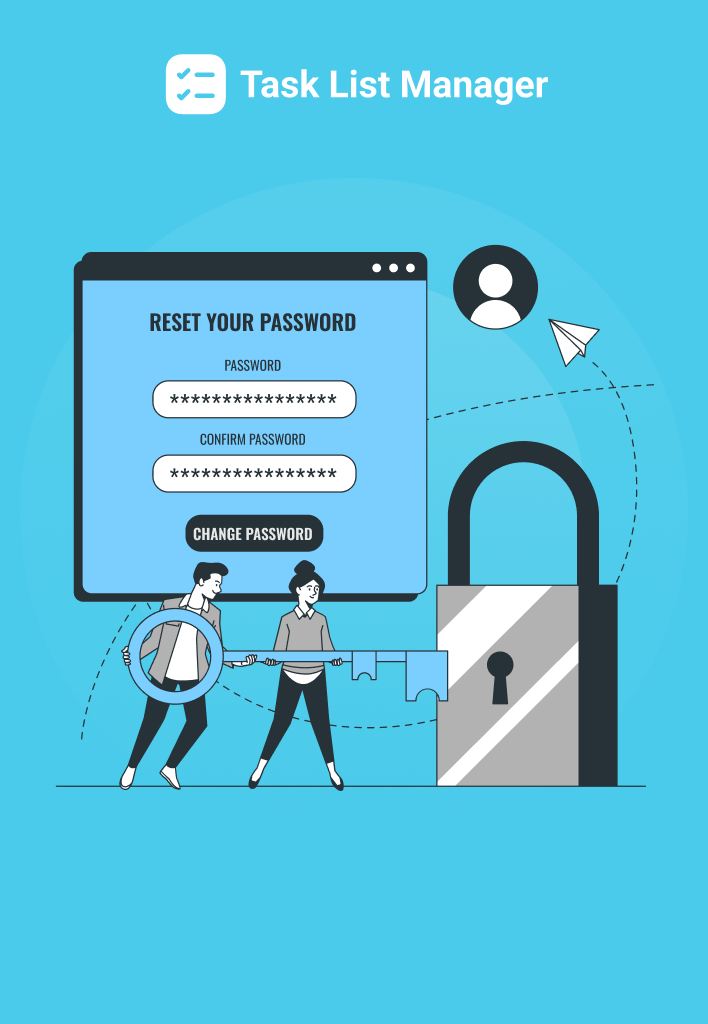 Task List Manager
RESET YOUR PASSWORD
PASSWORD
****************
CONFIRM PASSWORD
****************
CHANGE PASSWORD